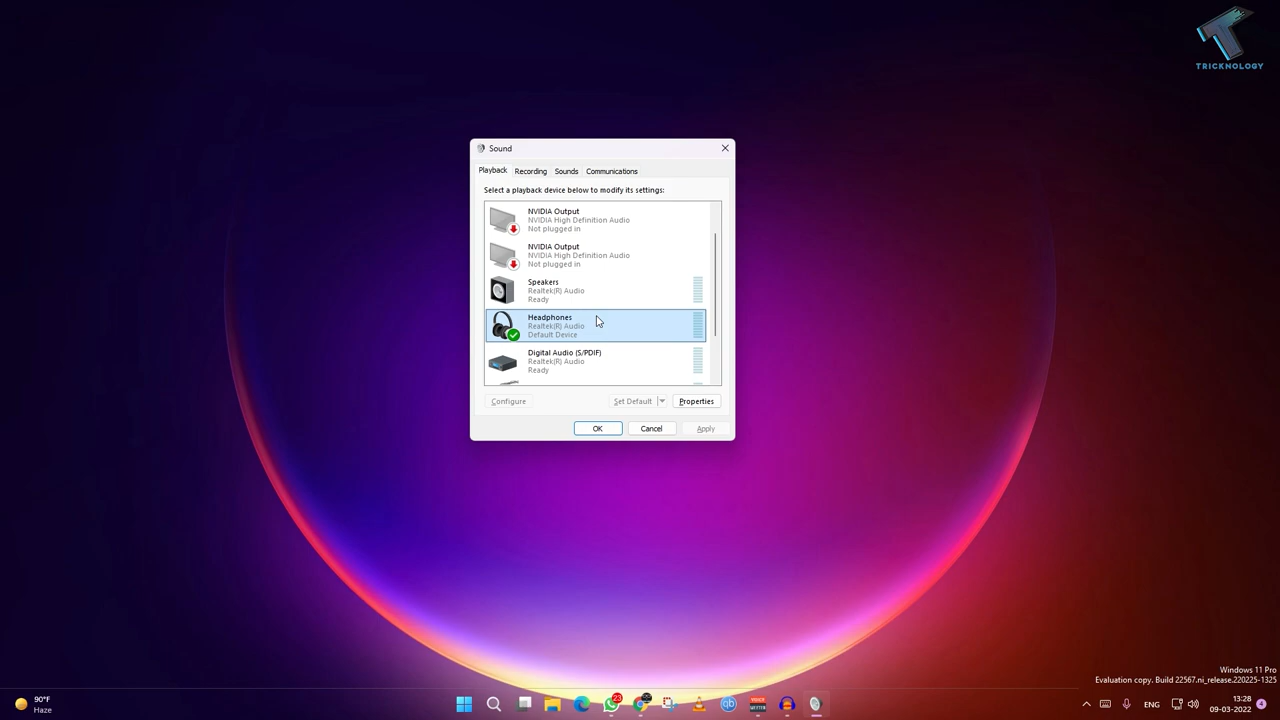 TRICKNOLOGY
Sound
Playback Recording Sounds Communications
Select a playback device below to modify its settings:
NVIDIA Output
NVIDIA High Definition Audio
Not plugged in
NVIDIA Output
NVIDIA High Definition Audio
Not plugged in
Speakers
Realtek(R) Audio
Ready
Headphones
Realtek(R) Audio
Default Device
Digital Audio (S/PDIF)
Realtek(R) Audio
Ready
Configure Set Default Properties
OK Cancel Apply
Windows 11 Pro
Evaluation copy. Build 22567.ni_release.220225-1325
90°F
Haze
23
qb
ENG
13:28
09-03-2022
4